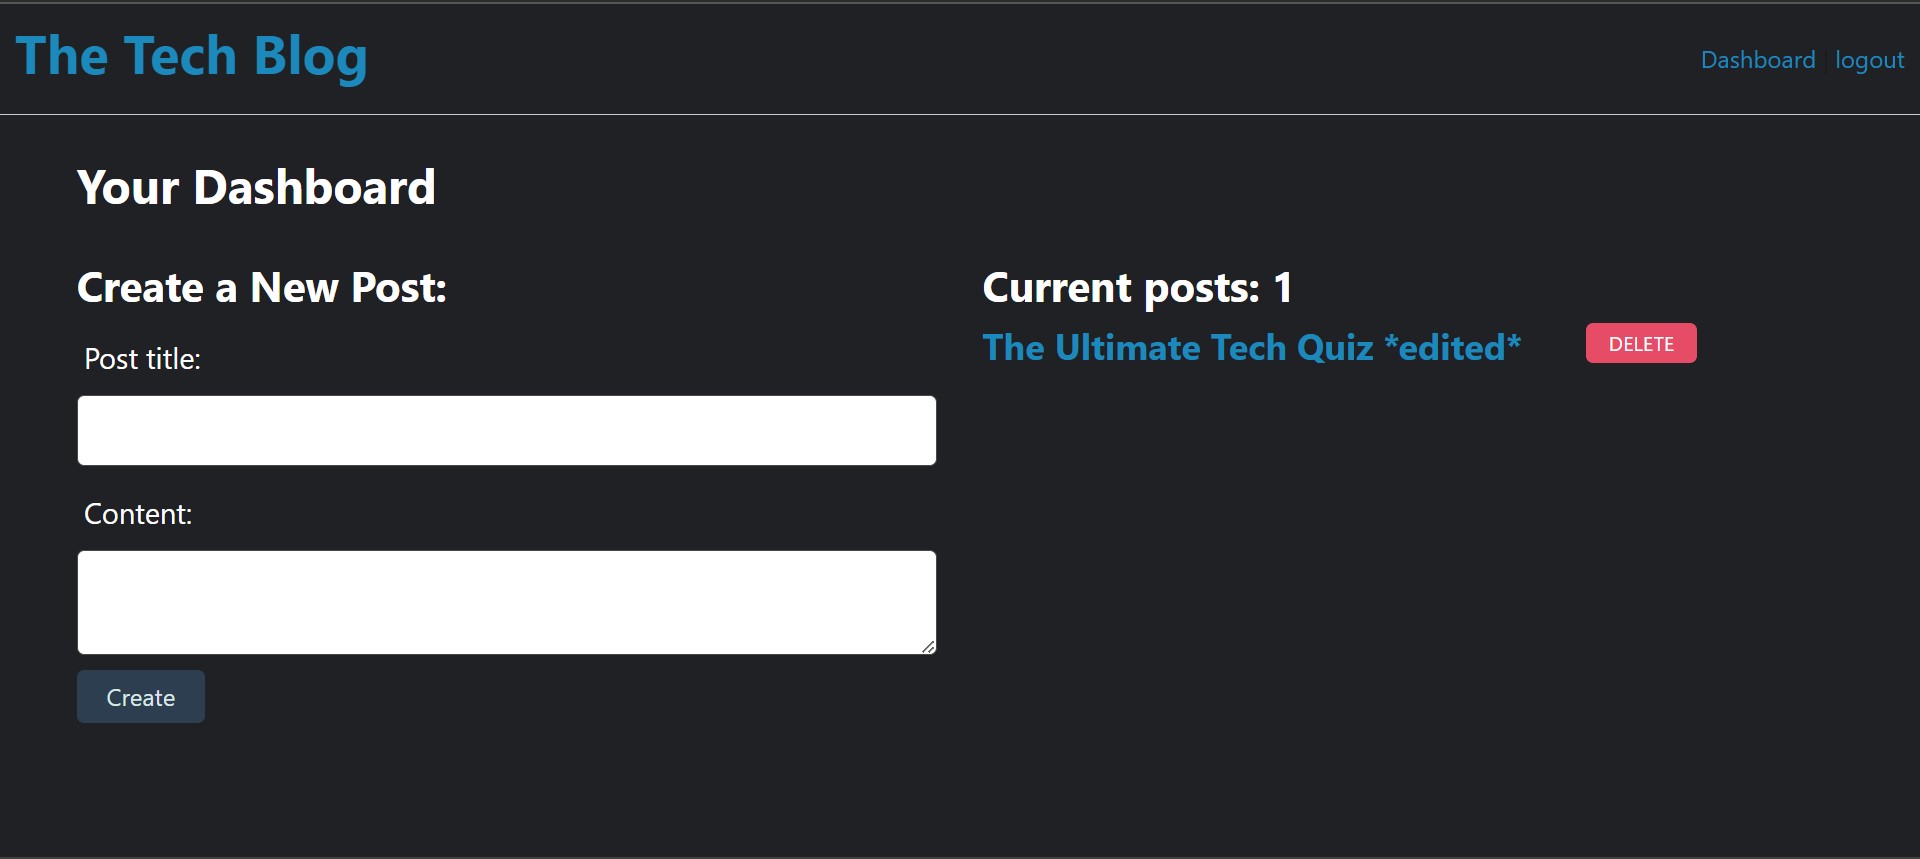 The Tech Blog
Dashboard | logout
Your Dashboard
Create a New Post:
Post title:
Content:
Create
Current posts: 1
The Ultimate Tech Quiz *edited*
DELETE